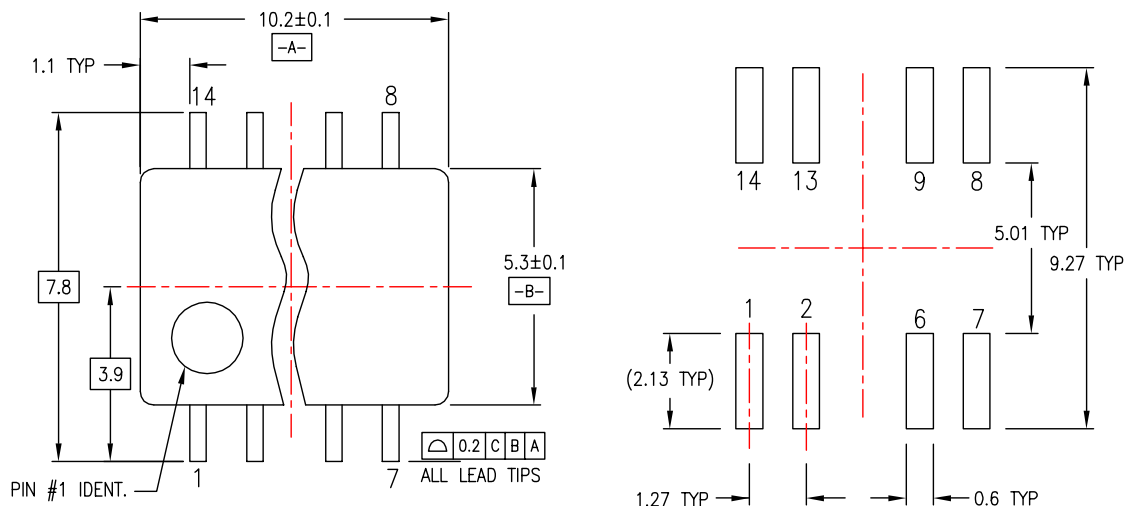 10.2±0.1
-A-
1.1 TYP
14
8
7.8
3.9
5.3±0.1
-B-
0.2 C B A
ALL LEAD TIPS
1
7
PIN #1 IDENT.
14 13 9 8
5.01 TYP
9.27 TYP
1 2 6 7
(2.13 TYP)
1.27 TYP
0.6 TYP